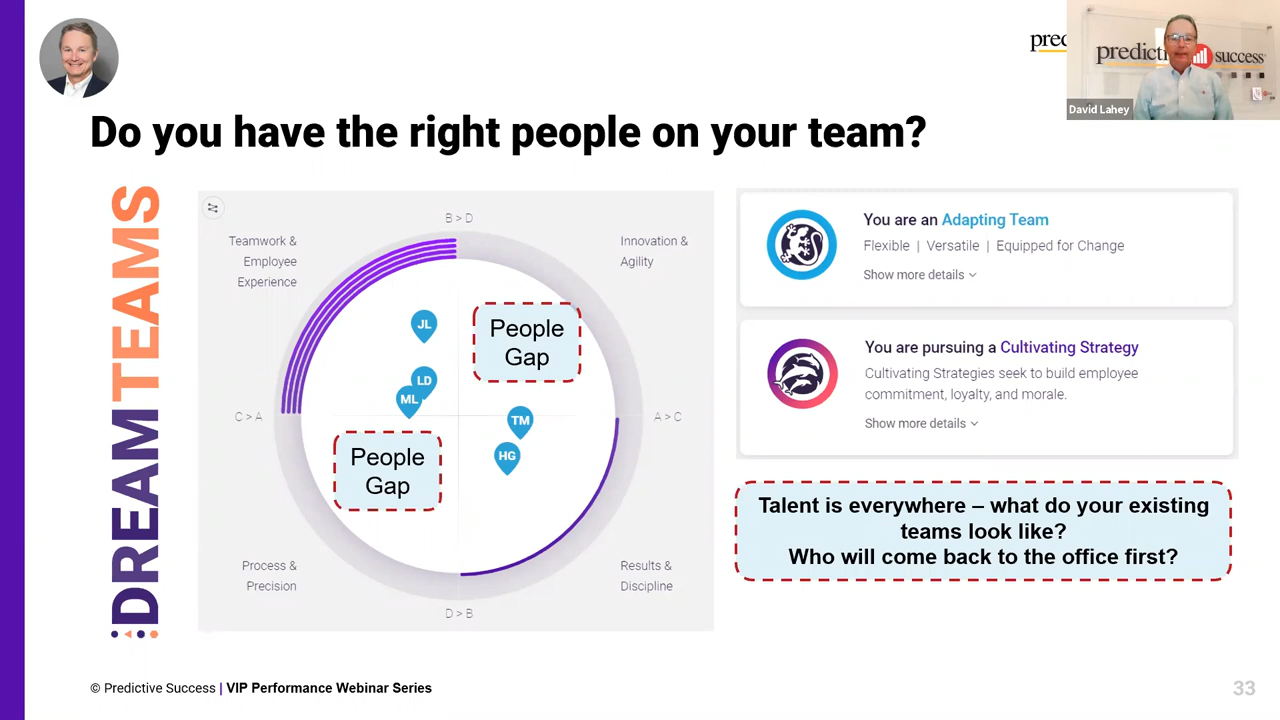 prec
predicti success
David Lahey
Do you have the right people on your team?
DREAMTEAMS
B > D
Teamwork &
Employee
Experience
Innovation &
Agility
JL
People
Gap
LD
ML
C > A
TM
A > C
People
Gap
HG
Process &
Precision
Results &
Discipline
D > B
You are an Adapting Team
Flexible | Versatile | Equipped for Change
Show more details
You are pursuing a Cultivating Strategy
Cultivating Strategies seek to build employee
commitment, loyalty, and morale.
Show more details
Talent is everywhere – what do your existing
teams look like?
Who will come back to the office first?
© Predictive Success | VIP Performance Webinar Series
33